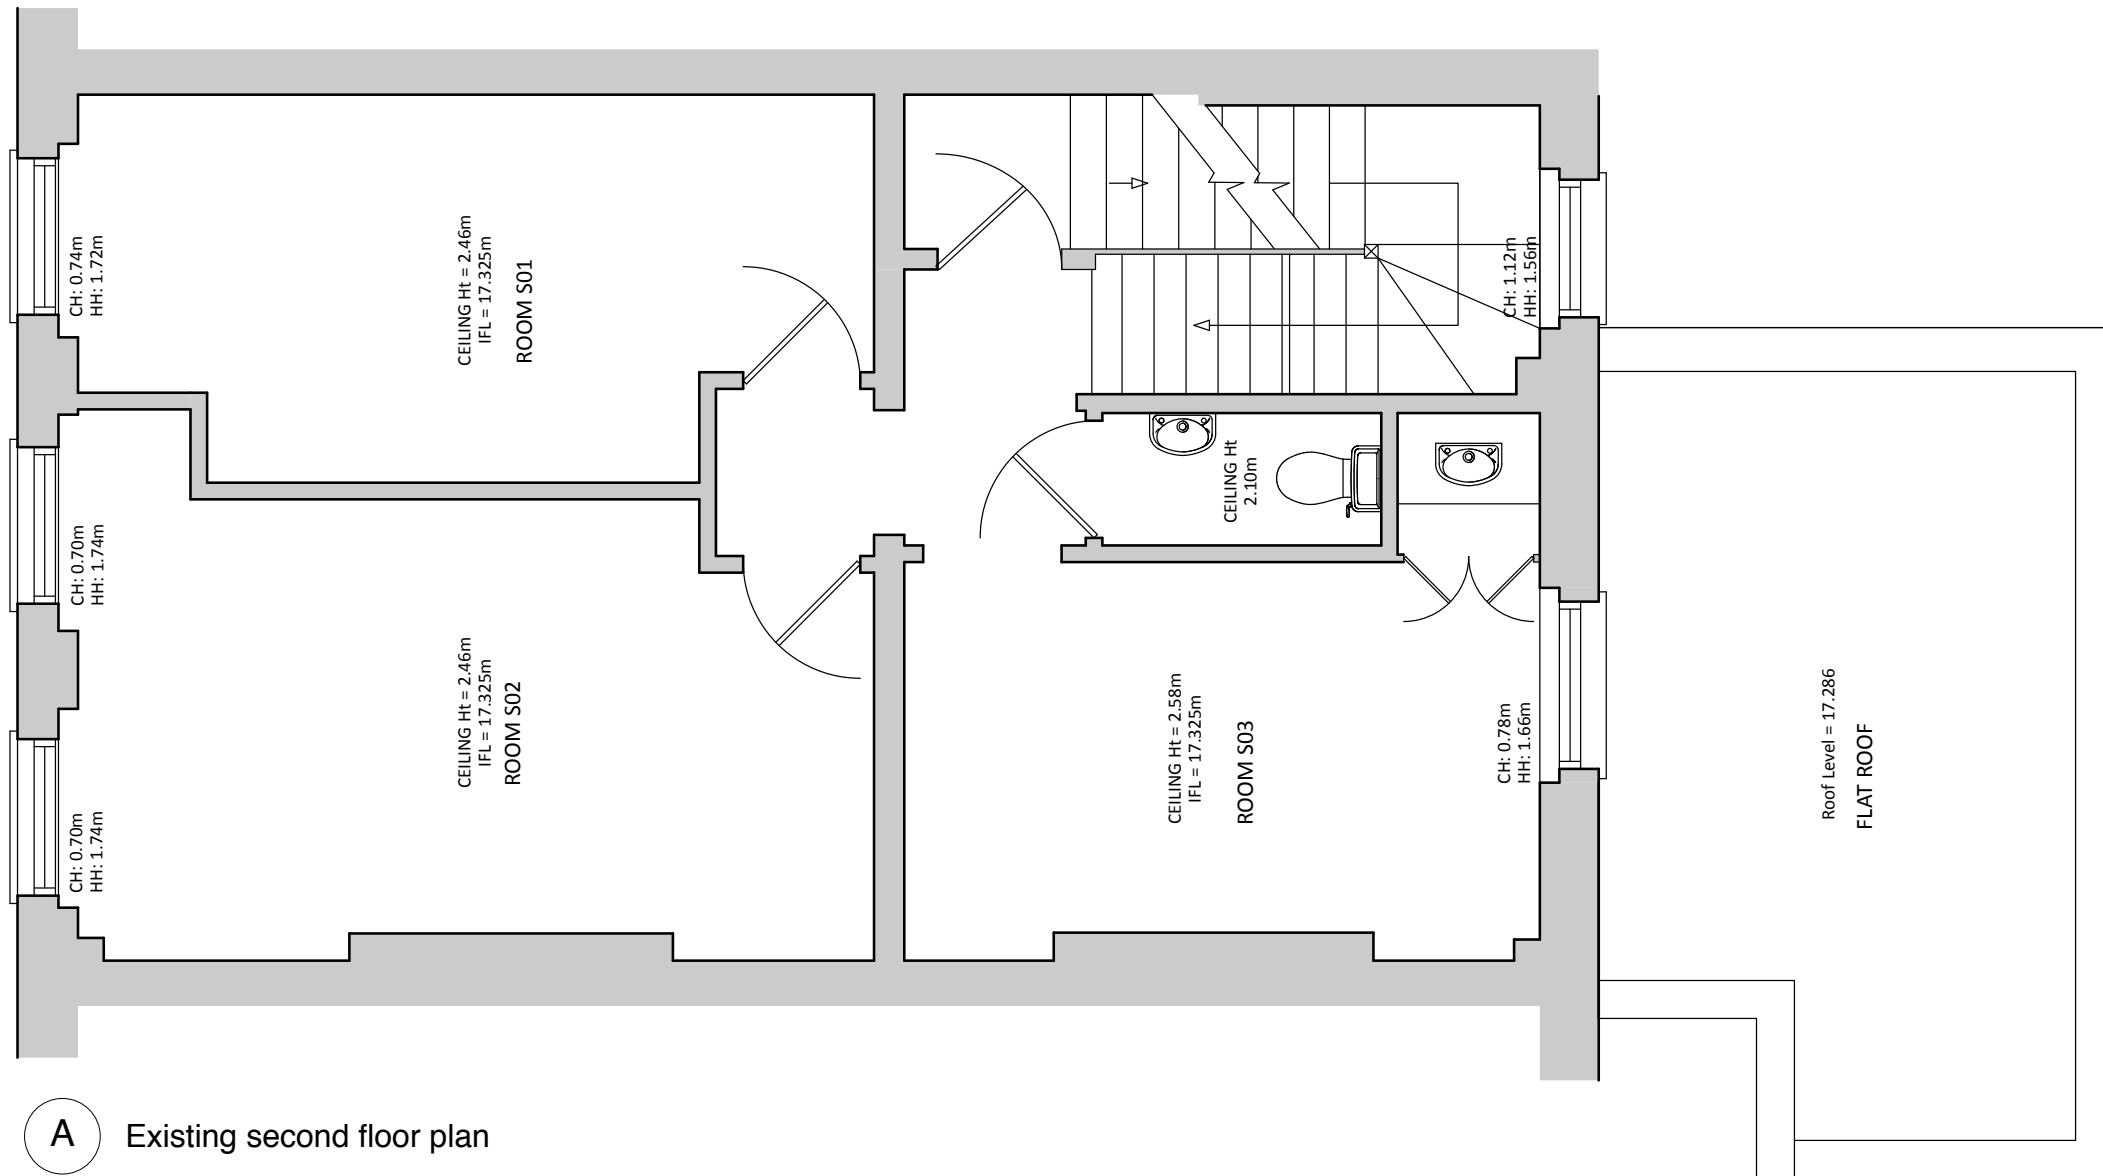 CH: 0.74m
HH: 1.72m
CEILING Ht = 2.46m
IFL = 17.325m
ROOM S01
CH: 1.12m
HH: 1.56m
CH: 0.70m
HH: 1.74m
CEILING Ht
2.10m
CEILING Ht = 2.46m
IFL = 17.325m
ROOM S02
CEILING Ht = 2.58m
IFL = 17.325m
ROOM S03
CH: 0.78m
HH: 1.66m
Roof Level = 17.286
FLAT ROOF
CH: 0.70m
HH: 1.74m
A
Existing second floor plan